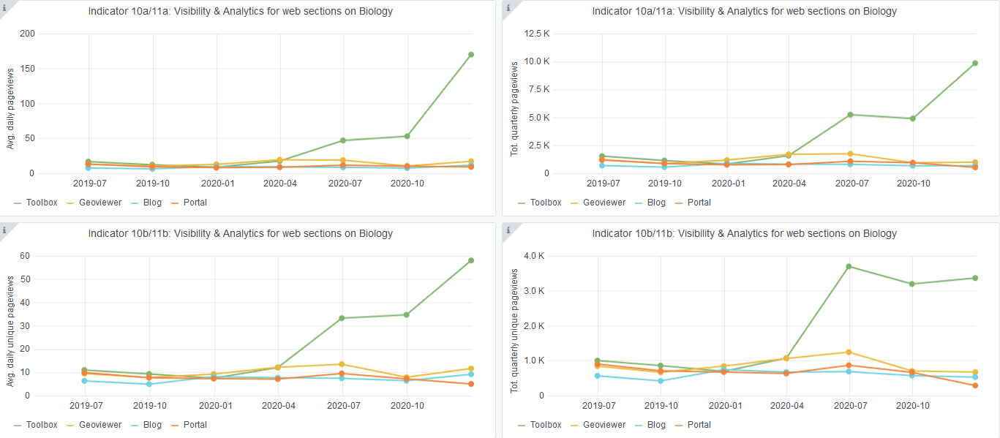 Indicator 10a/11a: Visibility & Analytics for web sections on Biology
Avg. daily pageviews
200
150
100
50
0
2019-07 2019-10 2020-01 2020-04 2020-07 2020-10
Toolbox Geoviewer Blog Portal
Indicator 10a/11a: Visibility & Analytics for web sections on Biology
Tot. quarterly pageviews
12.5 K
10.0 K
7.5 K
5.0 K
2.5 K
0
2019-07 2019-10 2020-01 2020-04 2020-07 2020-10
Toolbox Geoviewer Blog Portal
Indicator 10b/11b: Visibility & Analytics for web sections on Biology
Avg. daily unique pageviews
60
50
40
30
20
10
0
2019-07 2019-10 2020-01 2020-04 2020-07 2020-10
Toolbox Geoviewer Blog Portal
Indicator 10b/11b: Visibility & Analytics for web sections on Biology
Tot. quarterly unique pageviews
4.0 K
3.0 K
2.0 K
1.0 K
0
2019-07 2019-10 2020-01 2020-04 2020-07 2020-10
Toolbox Geoviewer Blog Portal